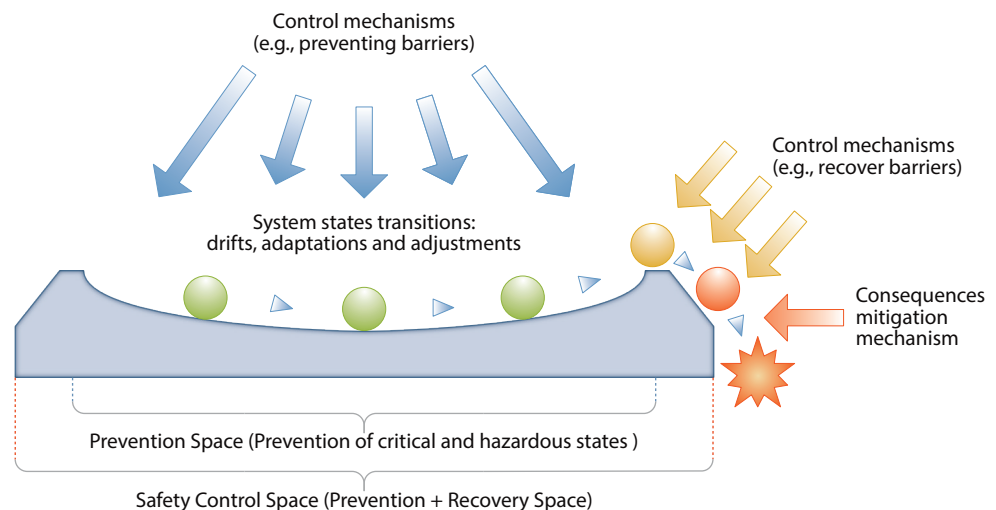 Control mechanisms
(e.g., preventing barriers)
Control mechanisms
(e.g., recover barriers)
System states transitions:
drifts, adaptations and adjustments
Consequences
mitigation
mechanism
Prevention Space (Prevention of critical and hazardous states )
Safety Control Space (Prevention + Recovery Space)